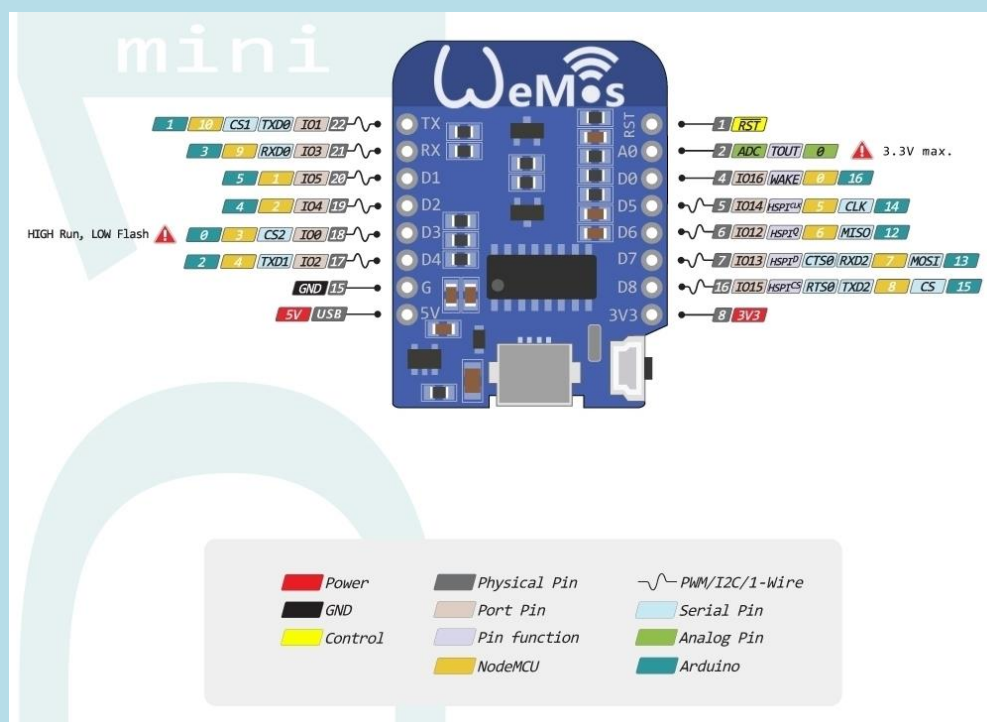 mini
WeMos
1 10 CS1 TXD0 IO1 22 TX RST 1 RST
3 9 RXD0 IO3 21 RX A0 2 ADC TOUT 0 3.3V max.
5 1 IO5 20 D1 D0 4 IO16 WAKE 0 16
4 2 IO4 19 D2 D5 5 IO14 HSPICLK 5 CLK 14
HIGH Run, LOW Flash 0 3 CS2 IO0 18 D3 D6 6 IO12 HSPIQ 6 MISO 12
2 4 TXD1 IO2 17 D4 D7 7 IO13 HSPID CTS0 RXD2 7 MOSI 13
GND 15 G D8 16 IO15 HSPICS RTS0 TXD2 8 CS 15
5V USB 5V 3V3 8 3V3
Power Physical Pin PWM/I2C/1-Wire
GND Port Pin Serial Pin
Control Pin function Analog Pin
NodeMCU Arduino